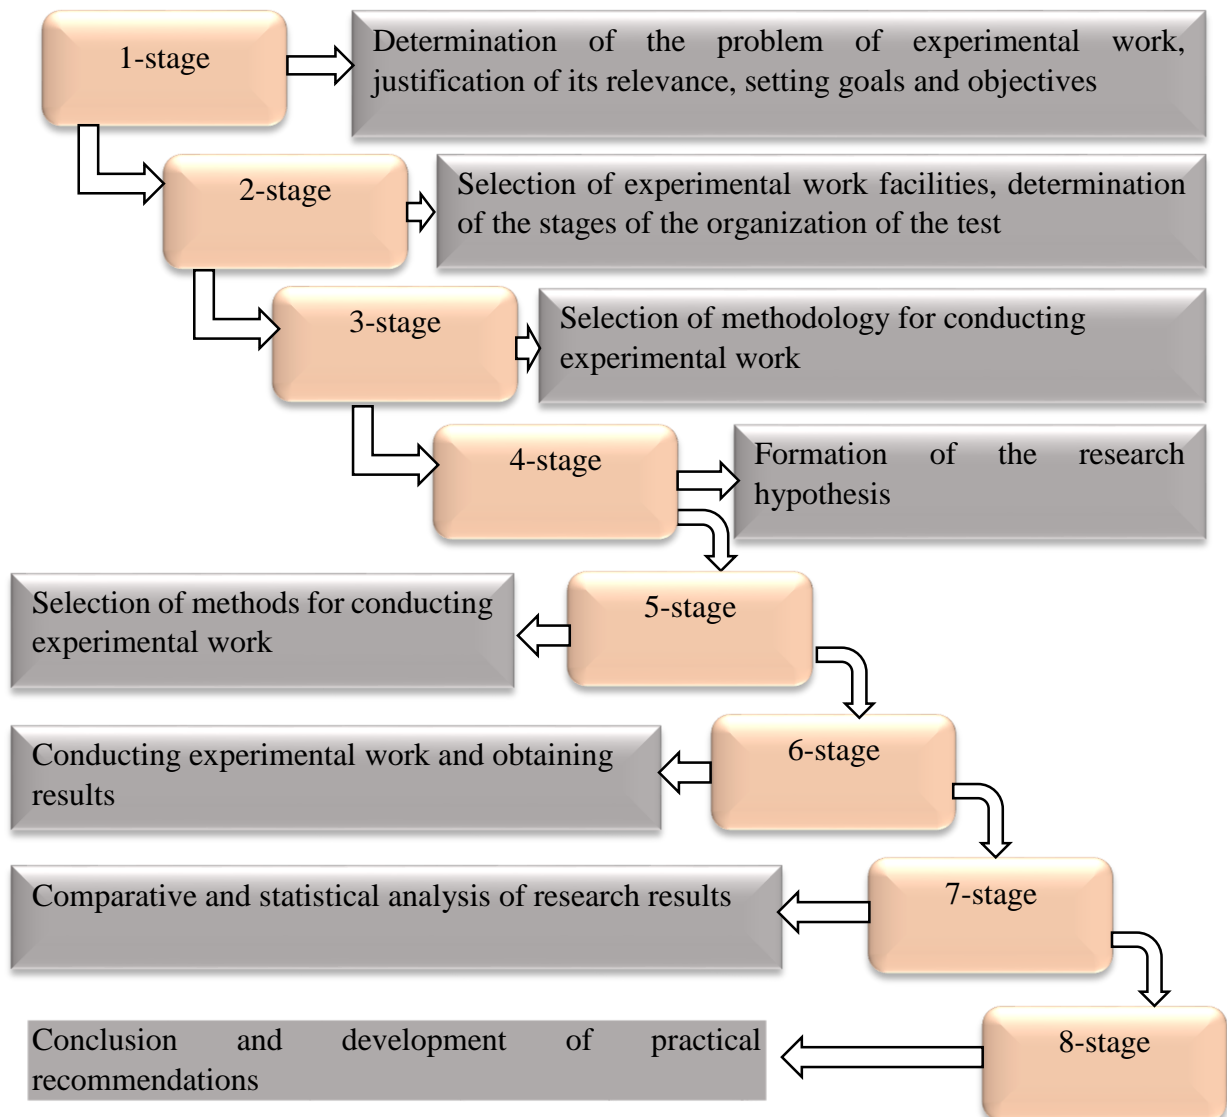 1-stage
Determination of the problem of experimental work,
justification of its relevance, setting goals and objectives
2-stage
Selection of experimental work facilities, determination
of the stages of the organization of the test
3-stage
Selection of methodology for conducting
experimental work
4-stage
Formation of the research
hypothesis
5-stage
Selection of methods for conducting
experimental work
6-stage
Conducting experimental work and obtaining
results
7-stage
Comparative and statistical analysis of research results
8-stage
Conclusion and development of practical
recommendations